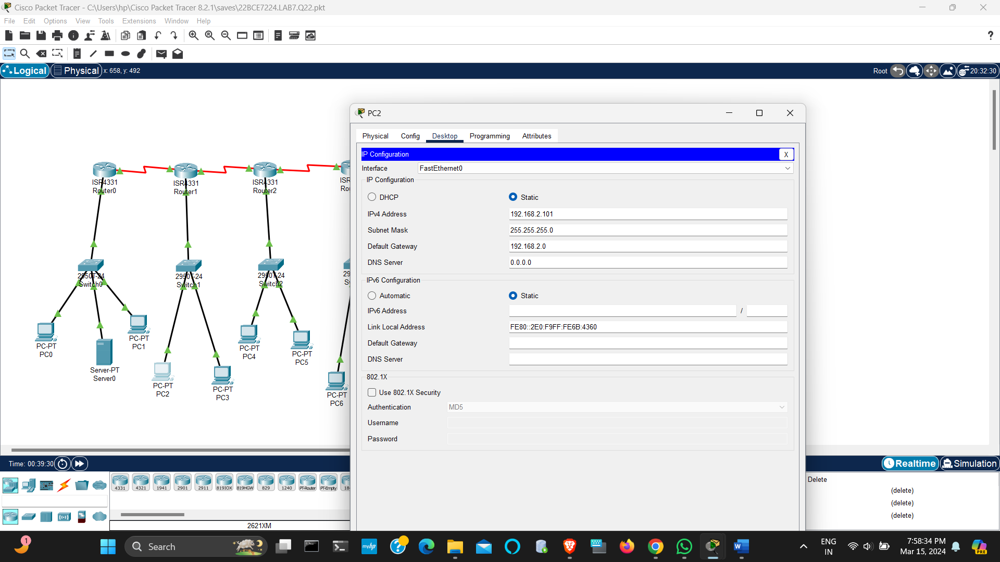 Cisco Packet Tracer - C:\Users\hp\Cisco Packet Tracer 8.2.1\saves\22BCE7224.LAB7.Q22.pkt
File Edit Options View Tools Extensions Window Help
?
Logical Physical x: 658, y: 492
Root 20:32:30
PC2
Physical Config Desktop Programming Attributes
IP Configuration X
Interface FastEthernet0
IP Configuration
DHCP Static
IPv4 Address 192.168.2.101
Subnet Mask 255.255.255.0
Default Gateway 192.168.2.0
DNS Server 0.0.0.0
IPv6 Configuration
Automatic Static
IPv6 Address /
Link Local Address FE80::2E0:F9FF:FE6B:4360
Default Gateway
DNS Server
802.1X
Use 802.1X Security
Authentication MD5
Username
Password
ISR4331
Router0
ISR4331
Router1
ISR4331
Router2
ISR
Ro
2950T-24
Switch0
2950T-24
Switch1
2950T-24
Switch2
29
S
PC-PT
PC0
Server-PT
Server0
PC-PT
PC1
PC-PT
PC2
PC-PT
PC3
PC-PT
PC4
PC-PT
PC5
PC-PT
PC6
Time: 00:39:30
Realtime Simulation
4331 4321 1941 2901 2911 819IOX 819HGW 829 1240 PT-Router PT-Empty 18
2621XM
Delete
(delete)
(delete)
(delete)
1
Search
myhp
?
W
ENG
IN
7:58:34 PM
Mar 15, 2024
PRE